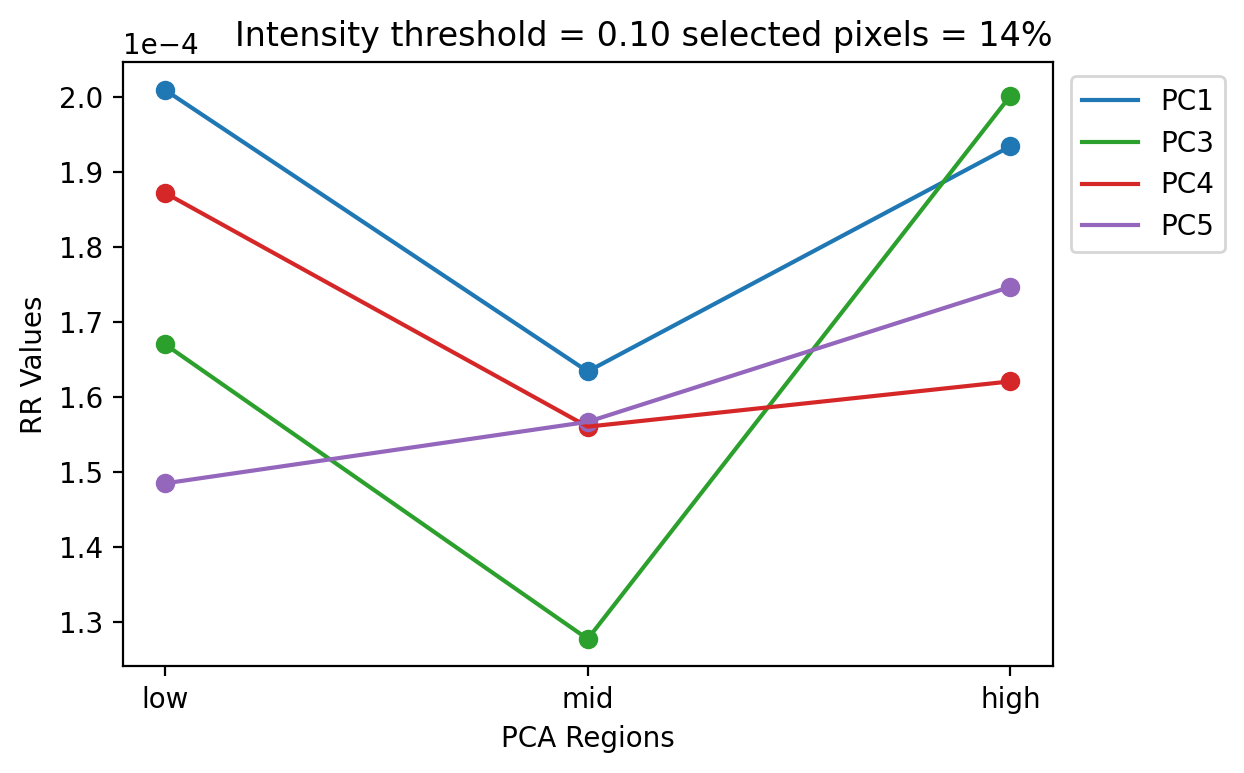 Intensity threshold = 0.10 selected pixels = 14%
1e−4
2.0
1.9
1.8
1.7
1.6
1.5
1.4
1.3
RR Values
low
mid
high
PCA Regions
PC1
PC3
PC4
PC5